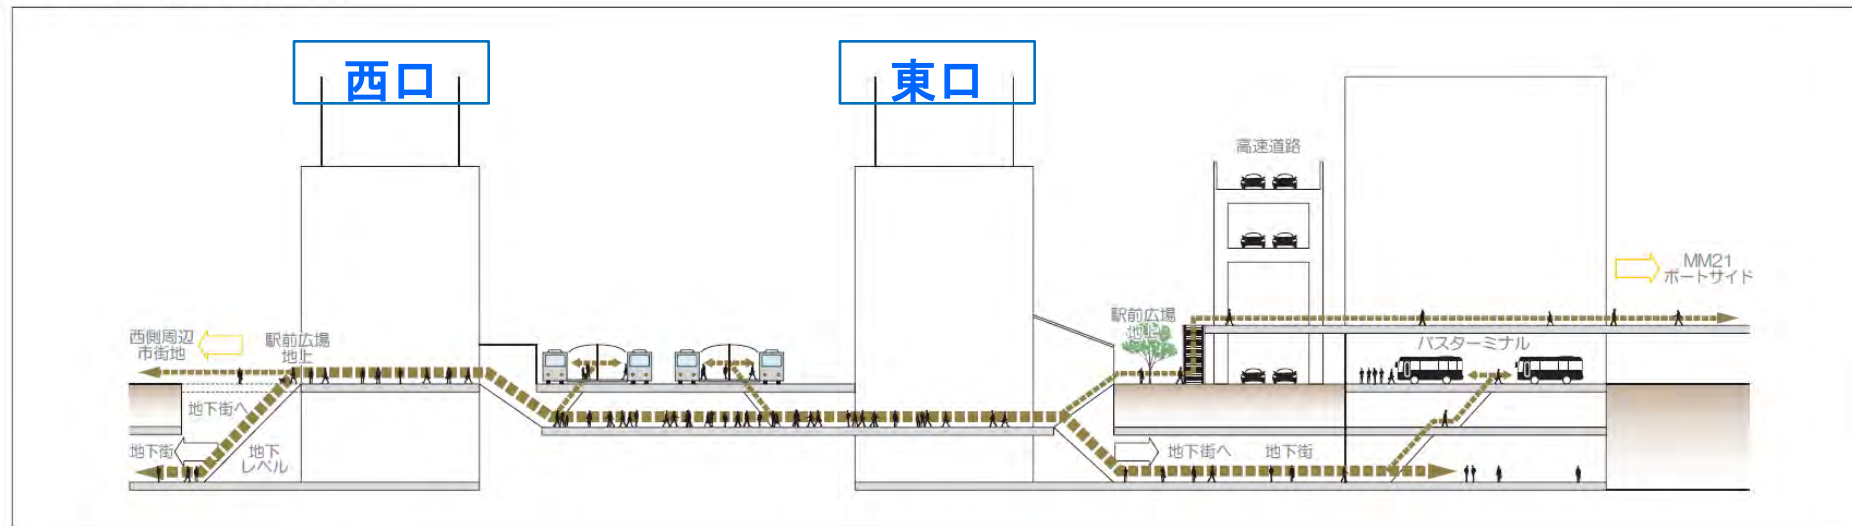 西口
東口
高速道路
MM21
ポートサイド
駅前広場
地上
バスターミナル
西側周辺
市街地
駅前広場
地上
地下街へ
地下街
地下
レベル
地下街へ
地下街